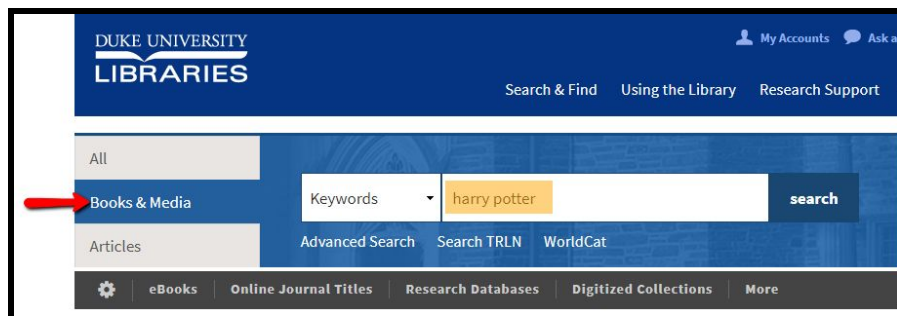 DUKE UNIVERSITY
LIBRARIES
My Accounts
Ask a
Search & Find Using the Library Research Support
All
Books & Media
Articles
Keywords harry potter search
Advanced Search Search TRLN WorldCat
eBooks Online Journal Titles Research Databases Digitized Collections More